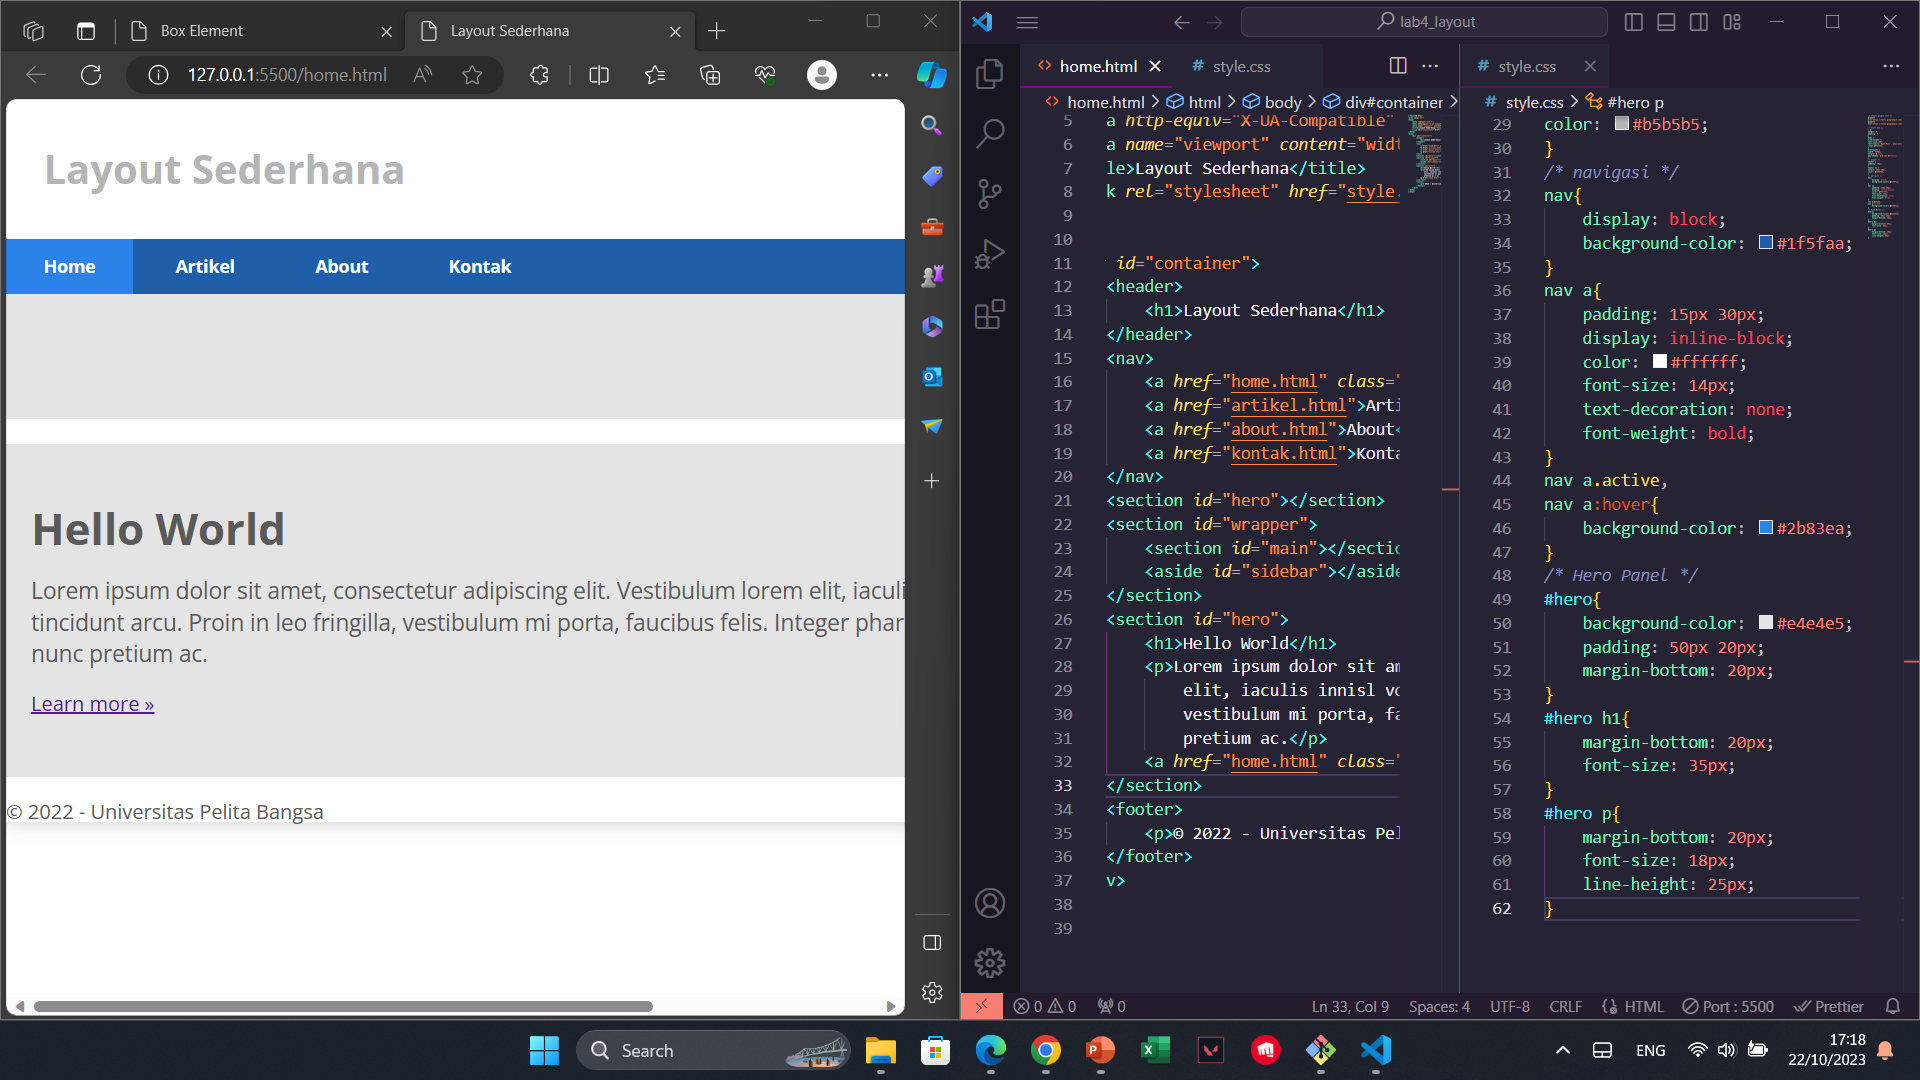 Box Element
Layout Sederhana
127.0.0.1:5500/home.html
Layout Sederhana
Home
Artikel
About
Kontak
Hello World
Lorem ipsum dolor sit amet, consectetur adipiscing elit. Vestibulum lorem elit, iaculi
tincidunt arcu. Proin in leo fringilla, vestibulum mi porta, faucibus felis. Integer phar
nunc pretium ac.
Learn more »
© 2022 - Universitas Pelita Bangsa
lab4_layout
home.html
style.css
home.html > html > body > div#container >
5 a http-equiv="X-UA-Compatible"
6 a name="viewport" content="widt
7 le>Layout Sederhana</title>
8 k rel="stylesheet" href="style.
9
10
11 id="container">
12 <header>
13 <h1>Layout Sederhana</h1>
14 </header>
15 <nav>
16 <a href="home.html" class="
17 <a href="artikel.html">Arti
18 <a href="about.html">About<
19 <a href="kontak.html">Konta
20 </nav>
21 <section id="hero"></section>
22 <section id="wrapper">
23 <section id="main"></sectio
24 <aside id="sidebar"></aside
25 </section>
26 <section id="hero">
27 <h1>Hello World</h1>
28 <p>Lorem ipsum dolor sit am
29 elit, iaculis innisl vo
30 vestibulum mi porta, fa
31 pretium ac.</p>
32 <a href="home.html" class="
33 </section>
34 <footer>
35 <p>© 2022 - Universitas Pel
36 </footer>
37 v>
38
39
style.css
style.css > #hero p
29 color: #b5b5b5;
30 }
31 /* navigasi */
32 nav{
33 display: block;
34 background-color: #1f5faa;
35 }
36 nav a{
37 padding: 15px 30px;
38 display: inline-block;
39 color: #ffffff;
40 font-size: 14px;
41 text-decoration: none;
42 font-weight: bold;
43 }
44 nav a.active,
45 nav a:hover{
46 background-color: #2b83ea;
47 }
48 /* Hero Panel */
49 #hero{
50 background-color: #e4e4e5;
51 padding: 50px 20px;
52 margin-bottom: 20px;
53 }
54 #hero h1{
55 margin-bottom: 20px;
56 font-size: 35px;
57 }
58 #hero p{
59 margin-bottom: 20px;
60 font-size: 18px;
61 line-height: 25px;
62 }
0 0 0 Ln 33, Col 9 Spaces: 4 UTF-8 CRLF HTML Port : 5500 Prettier
Search
ENG
17:18
22/10/2023